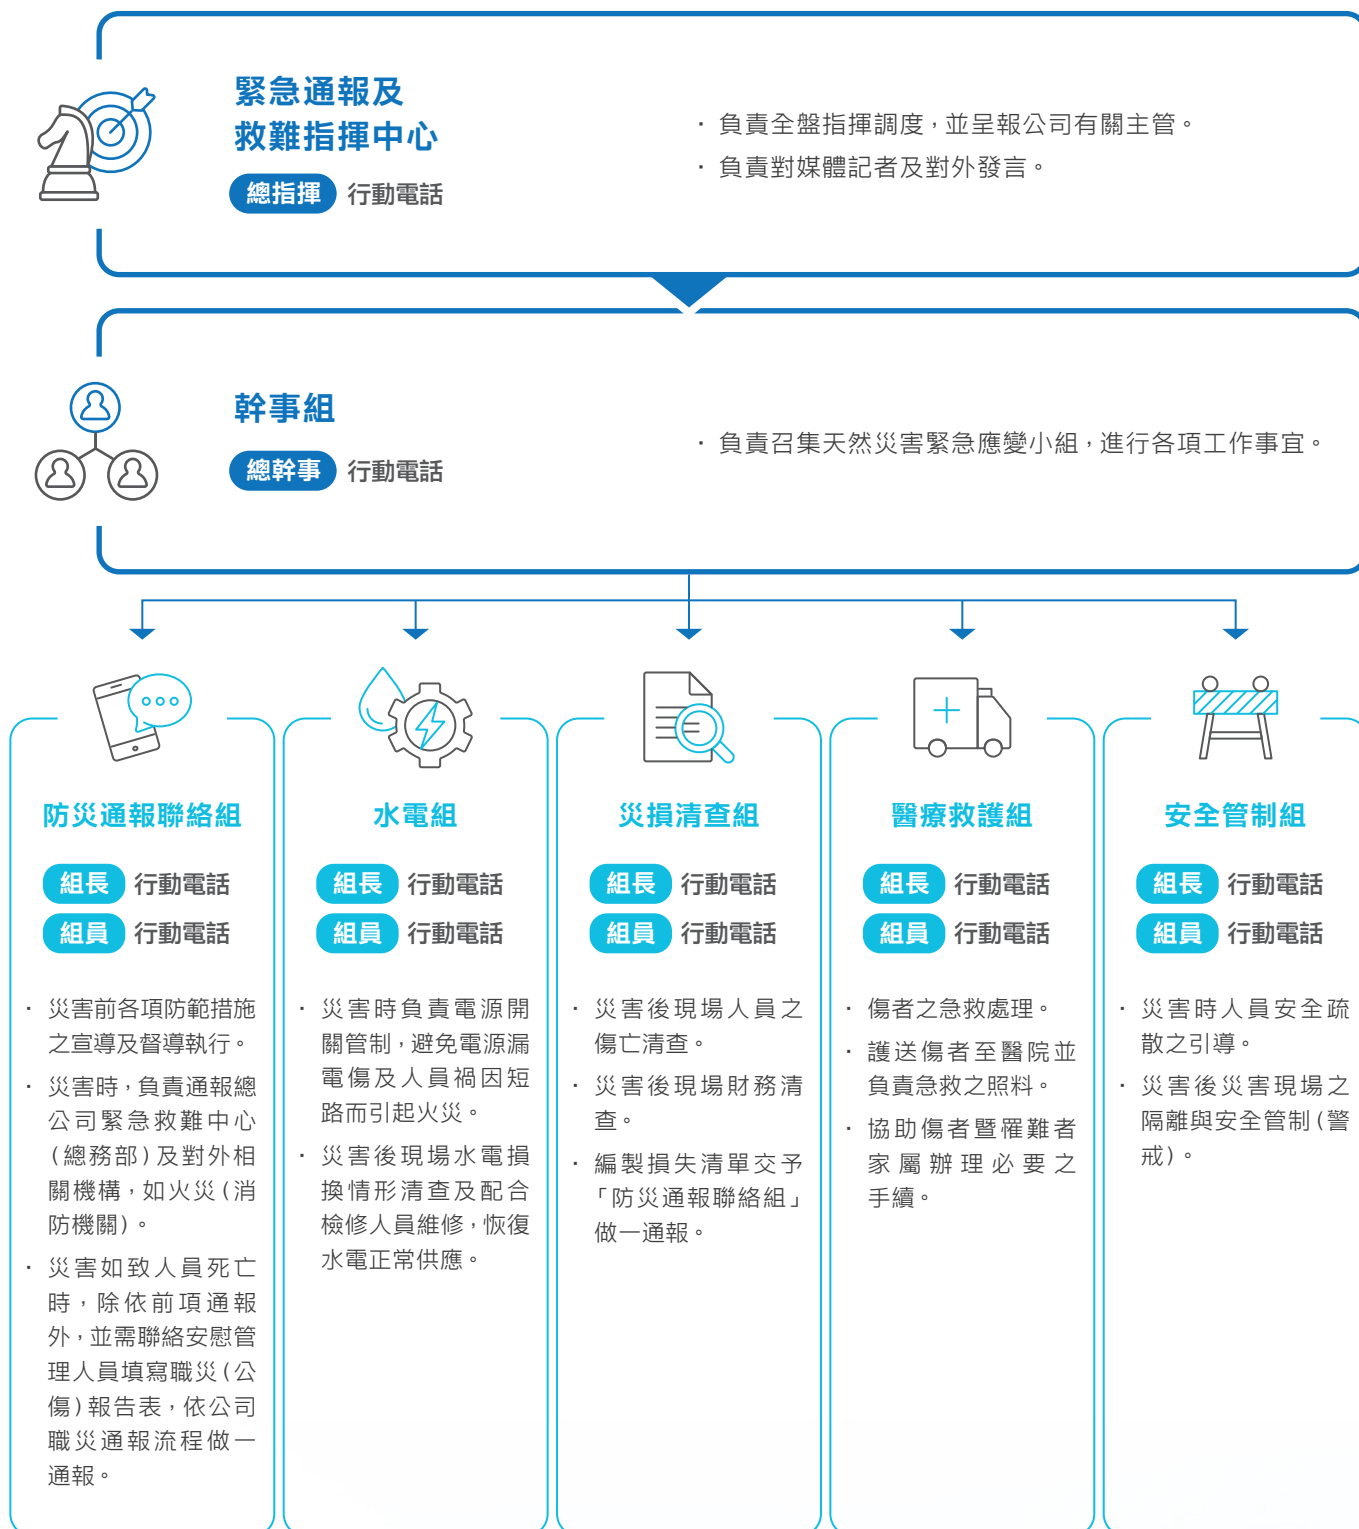 緊急通報及
救難指揮中心
總指揮 行動電話
· 負責全盤指揮調度,並呈報公司有關主管。
· 負責對媒體記者及對外發言。
幹事組
總幹事 行動電話
· 負責召集天然災害緊急應變小組,進行各項工作事宜。
防災通報聯絡組
組長 行動電話
組員 行動電話
· 災害前各項防範措施
之宣導及督導執行。
· 災害時,負責通報總
公司緊急救難中心
(總務部)及對外相
關機構,如火災(消
防機關)。
· 災害如致人員死亡
時,除依前項通報
外,並需聯絡安慰管
理人員填寫職災(公
傷)報告表,依公司
職災通報流程做一
通報。
水電組
組長 行動電話
組員 行動電話
· 災害時負責電源開
關管制,避免電源漏
電傷及人員禍因短
路而引起火災。
· 災害後現場水電損
換情形清查及配合
檢修人員維修,恢復
水電正常供應。
災損清查組
組長 行動電話
組員 行動電話
· 災害後現場人員之
傷亡清查。
· 災害後現場財務清
查。
· 編製損失清單交予
「防災通報聯絡組」
做一通報。
醫療救護組
組長 行動電話
組員 行動電話
· 傷者之急救處理。
· 護送傷者至醫院並
負責急救之照料。
· 協助傷者暨罹難者
家屬辦理必要之
手續。
安全管制組
組長 行動電話
組員 行動電話
· 災害時人員安全疏
散之引導。
· 災害後災害現場之
隔離與安全管制(警
戒)。